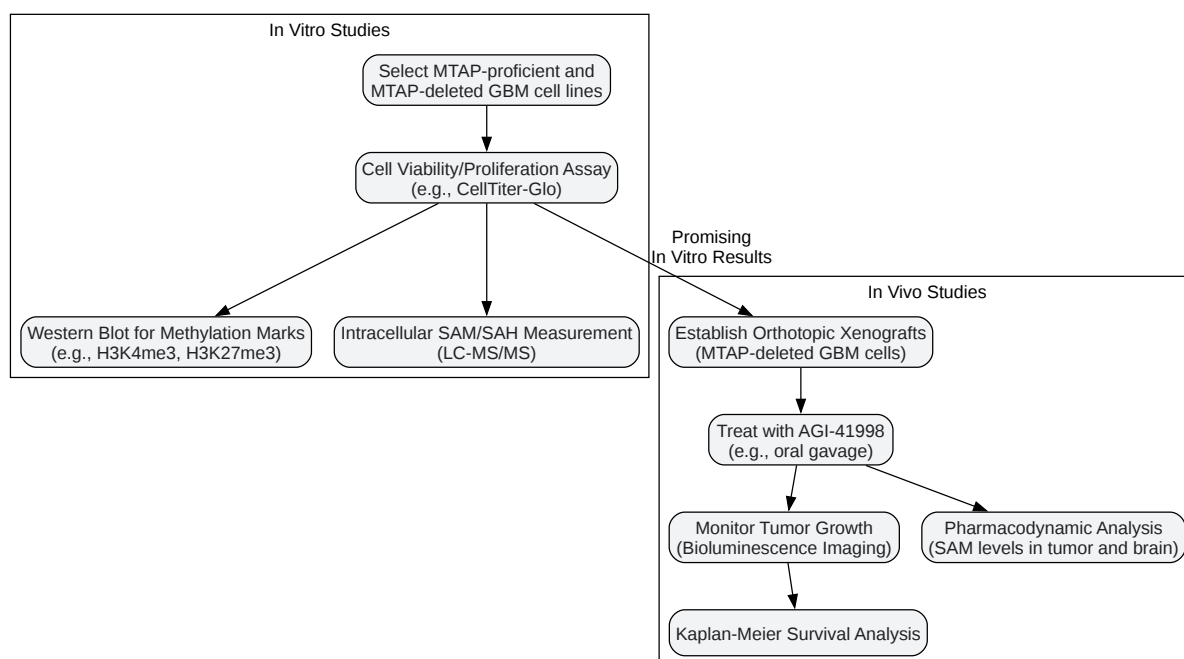 In Vitro Studies
Select MTAP-proficient and
MTAP-deleted GBM cell lines
Cell Viability/Proliferation Assay
(e.g., CellTiter-Glo)
Western Blot for Methylation Marks
(e.g., H3K4me3, H3K27me3)
Intracellular SAM/SAH Measurement
(LC-MS/MS)
Promising
In Vitro Results
In Vivo Studies
Establish Orthotopic Xenografts
(MTAP-deleted GBM cells)
Treat with AGI-41998
(e.g., oral gavage)
Monitor Tumor Growth
(Bioluminescence Imaging)
Pharmacodynamic Analysis
(SAM levels in tumor and brain)
Kaplan-Meier Survival Analysis